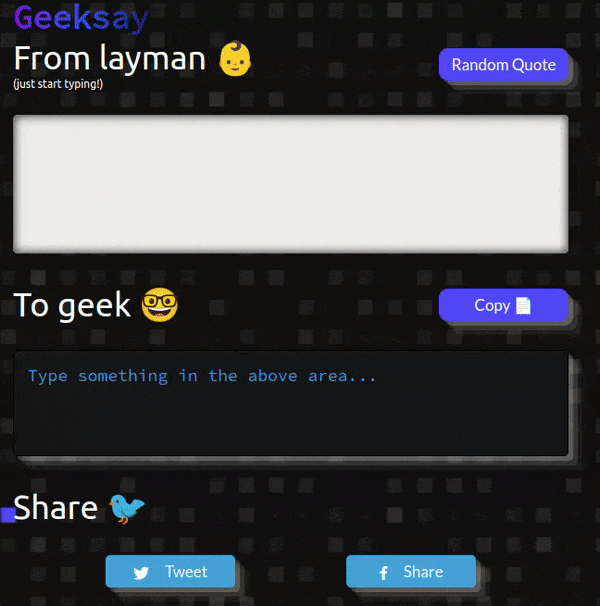 Geeksay
From layman 👶
(just start typing!)
Random Quote
To geek 🤓
Copy 📄
Type something in the above area...
Share 🐦
Tweet
Share